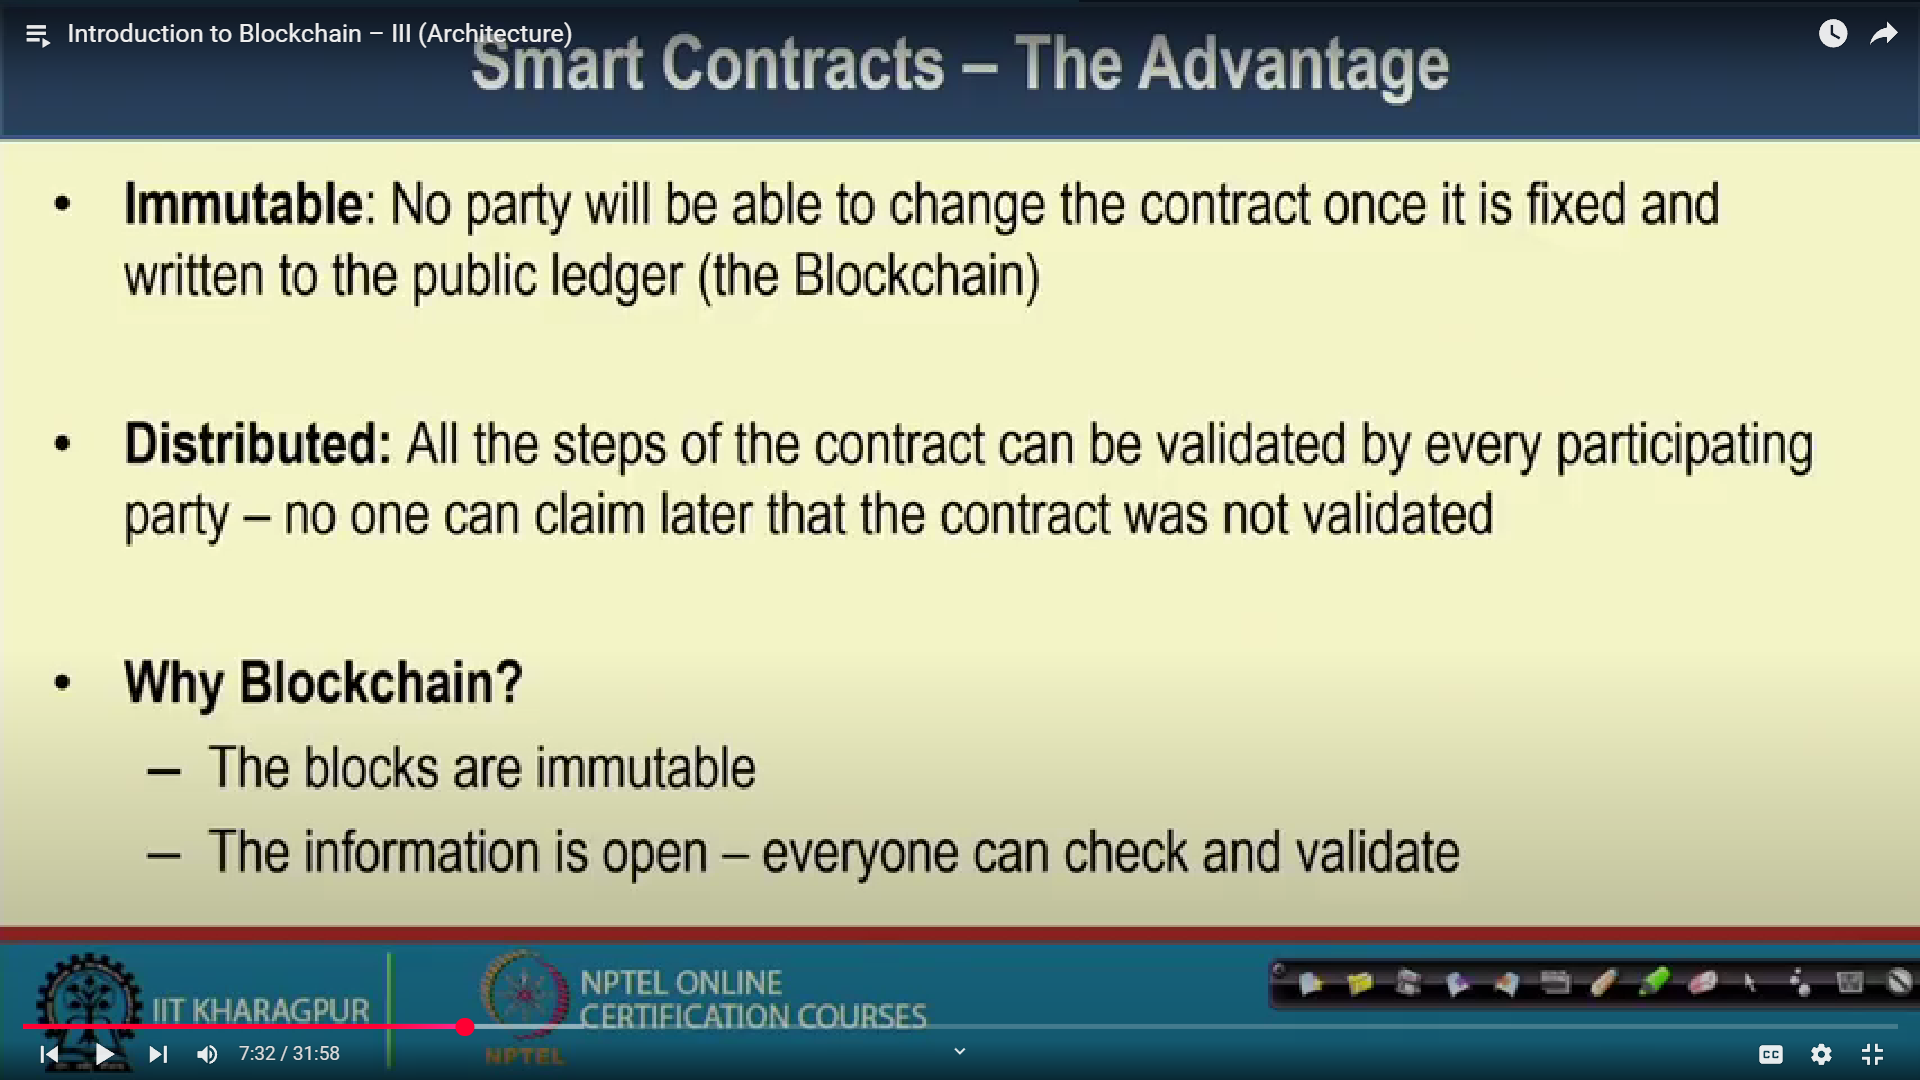 Introduction to Blockchain – III (Architecture)
Smart Contracts – The Advantage
• Immutable: No party will be able to change the contract once it is fixed and
written to the public ledger (the Blockchain)
• Distributed: All the steps of the contract can be validated by every participating
party – no one can claim later that the contract was not validated
• Why Blockchain?
– The blocks are immutable
– The information is open – everyone can check and validate
IIT KHARAGPUR
NPTEL ONLINE
CERTIFICATION COURSES
NPTEL
7:32 / 31:58
CC